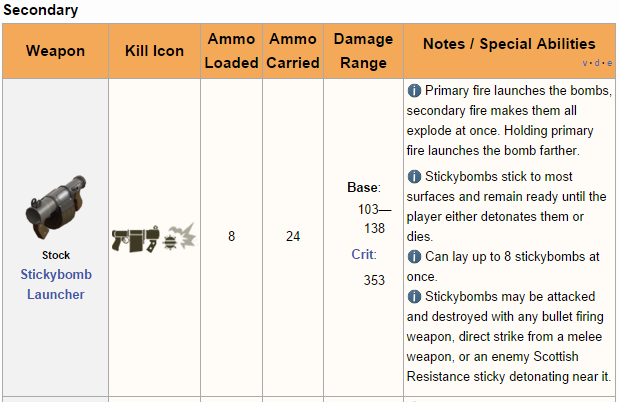 Secondary
Weapon
Kill Icon
Ammo
Loaded
Ammo
Carried
Damage
Range
Notes / Special Abilities
v · d · e
Stock
Stickybomb
Launcher
8
24
Base:
103—
138
Crit:
353
Primary fire launches the bombs,
secondary fire makes them all
explode at once. Holding primary
fire launches the bomb farther.
Stickybombs stick to most
surfaces and remain ready until the
player either detonates them or
dies.
Can lay up to 8 stickybombs at
once.
Stickybombs may be attacked
and destroyed with any bullet firing
weapon, direct strike from a melee
weapon, or an enemy Scottish
Resistance sticky detonating near it.